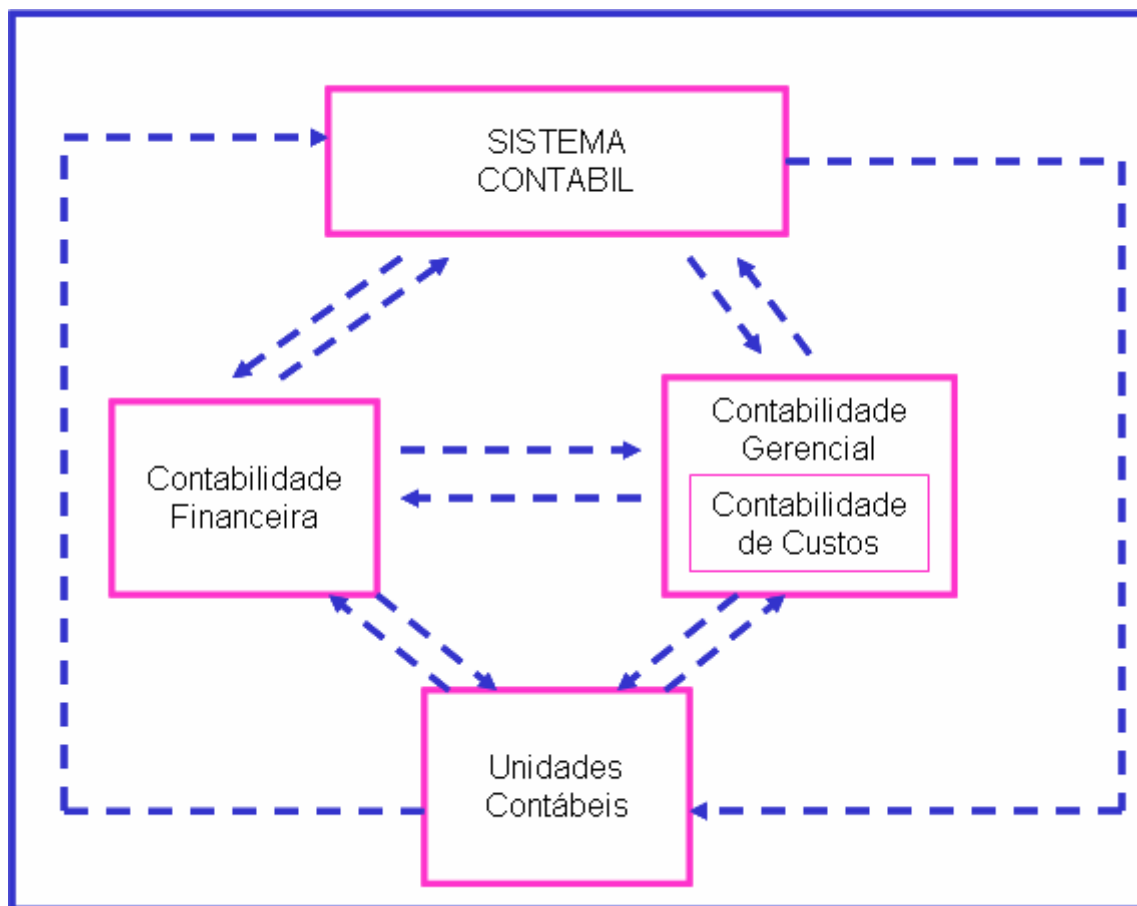 SISTEMA
CONTABIL
Contabilidade
Financeira
Contabilidade
Gerencial
Contabilidade
de Custos
Unidades
Contábeis